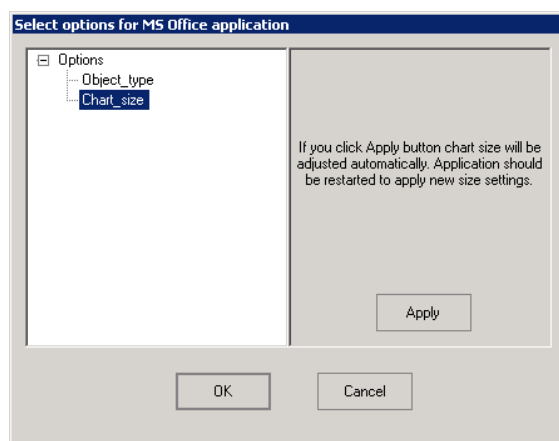 Select options for MS Office application
Options
Object_type
Chart_size
If you click Apply button chart size will be
adjusted automatically. Application should
be restarted to apply new size settings.
Apply
OK
Cancel